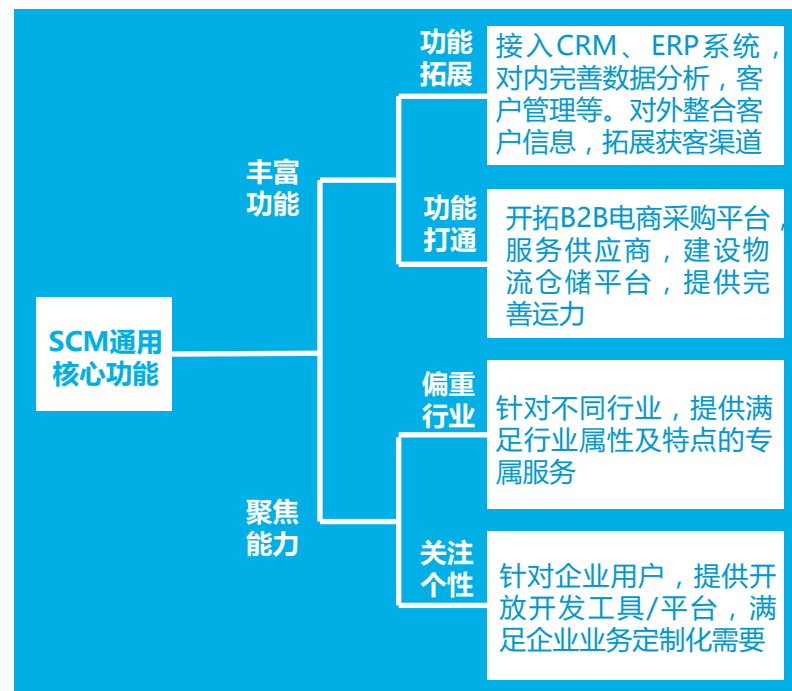 SCM通用
核心功能
丰富
功能
功能
拓展
接入CRM、ERP系统，
对内完善数据分析，客
户管理等。对外整合客
户信息，拓展获客渠道
功能
打通
开拓B2B电商采购平台，
服务供应商，建设物
流仓储平台，提供完
善运力
聚焦
能力
偏重
行业
针对不同行业，提供满
足行业属性及特点的专
属服务
关注
个性
针对企业用户，提供开
放开发工具/平台，满
足企业业务定制化需要